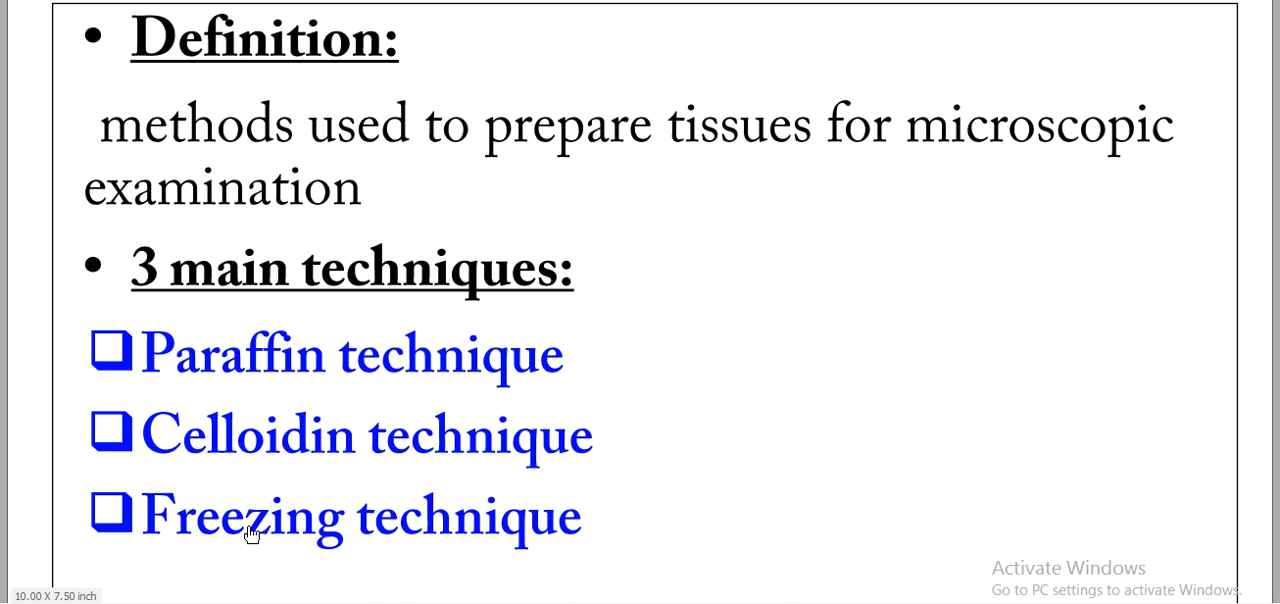 • Definition:
methods used to prepare tissues for microscopic
examination
• 3 main techniques:
❑Paraffin technique
❑Celloidin technique
❑Freezing technique
Activate Windows
Go to PC settings to activate Windows.
10.00 X 7.50 inch